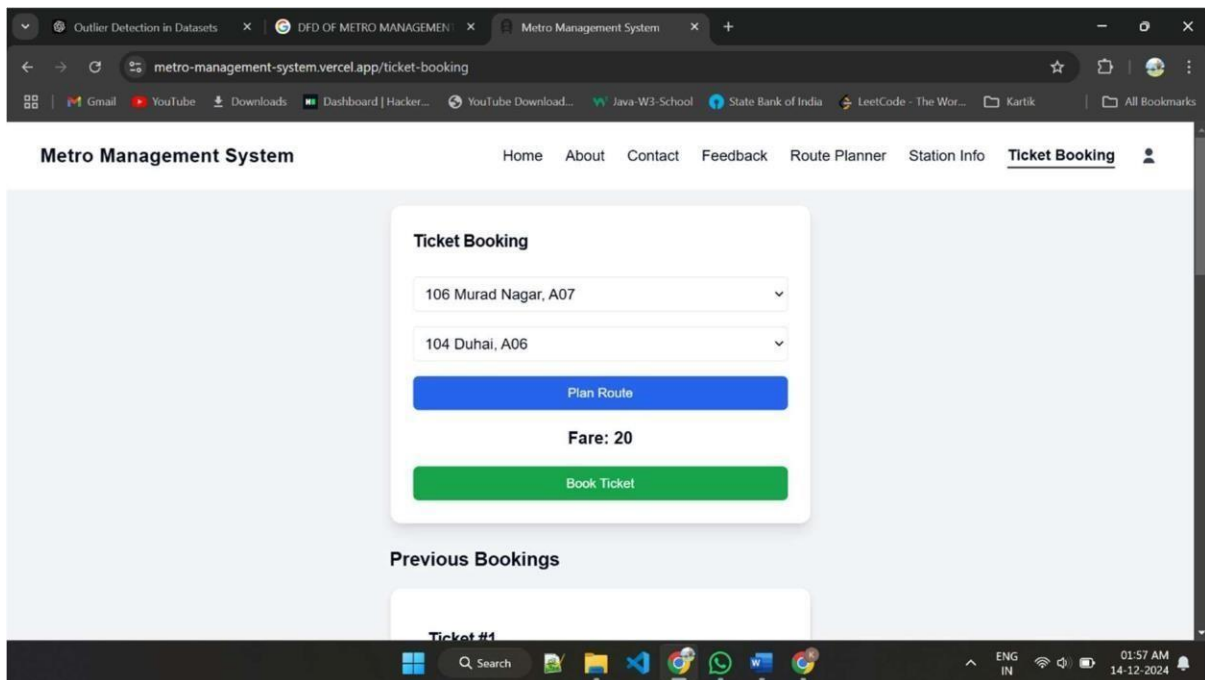 Outlier Detection in Datasets DFD OF METRO MANAGEMENT Metro Management System
metro-management-system.vercel.app/ticket-booking
Gmail YouTube Downloads Dashboard | Hacker... YouTube Download... Java-W3-School State Bank of India LeetCode - The Wor... Kartik All Bookmarks
Metro Management System Home About Contact Feedback Route Planner Station Info Ticket Booking
Ticket Booking
106 Murad Nagar, A07
104 Duhai, A06
Plan Route
Fare: 20
Book Ticket
Previous Bookings
Ticket #1
Search ENG 01:57 AM
IN 14-12-2024